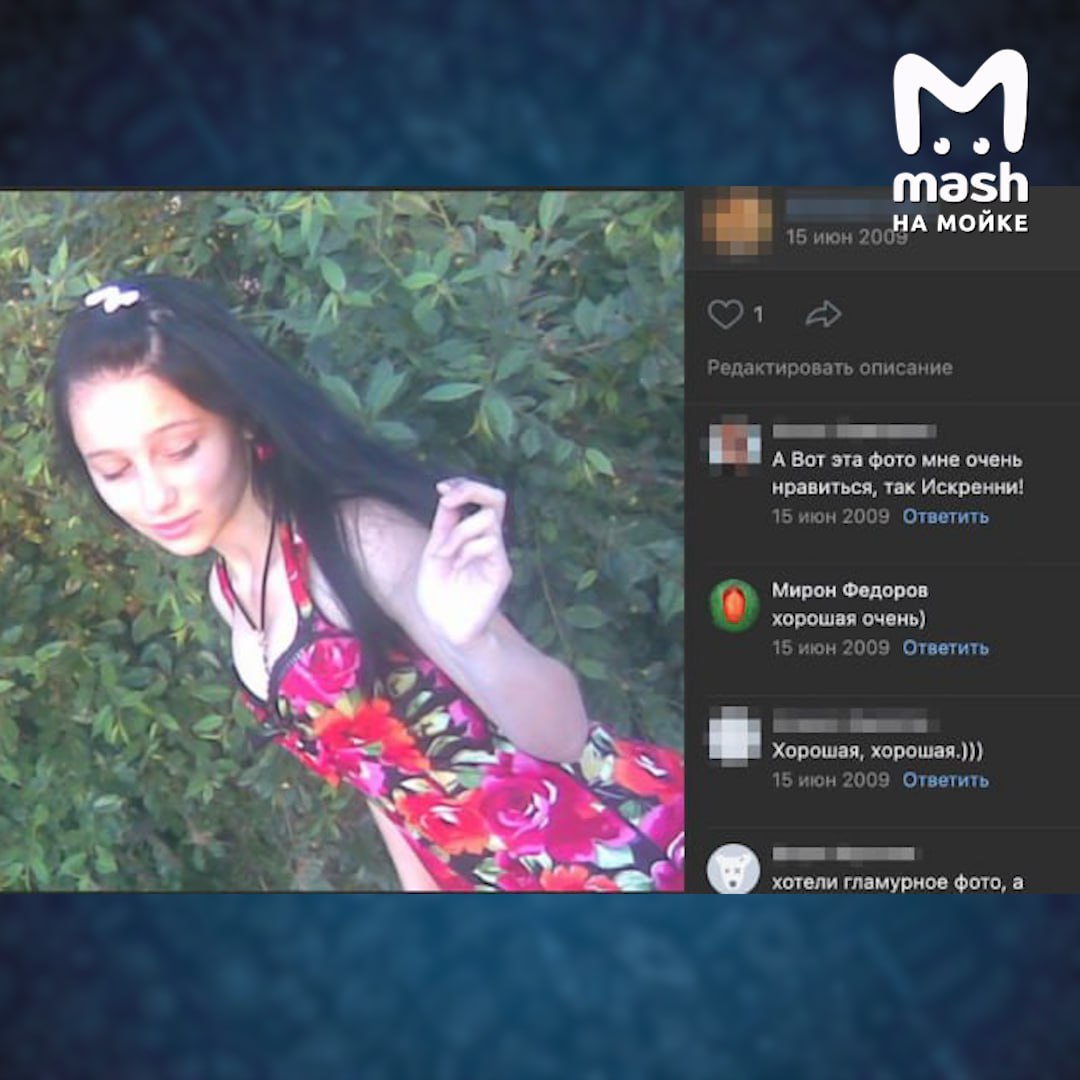 mash
НА МОЙКЕ
15 июн 2009
1
Редактировать описание
А Вот эта фото мне очень
нравиться, так Искренни!
15 июн 2009 Ответить
Мирон Федоров
хорошая очень)
15 июн 2009 Ответить
Хорошая, хорошая.)))
15 июн 2009 Ответить
хотели гламурное фото, а